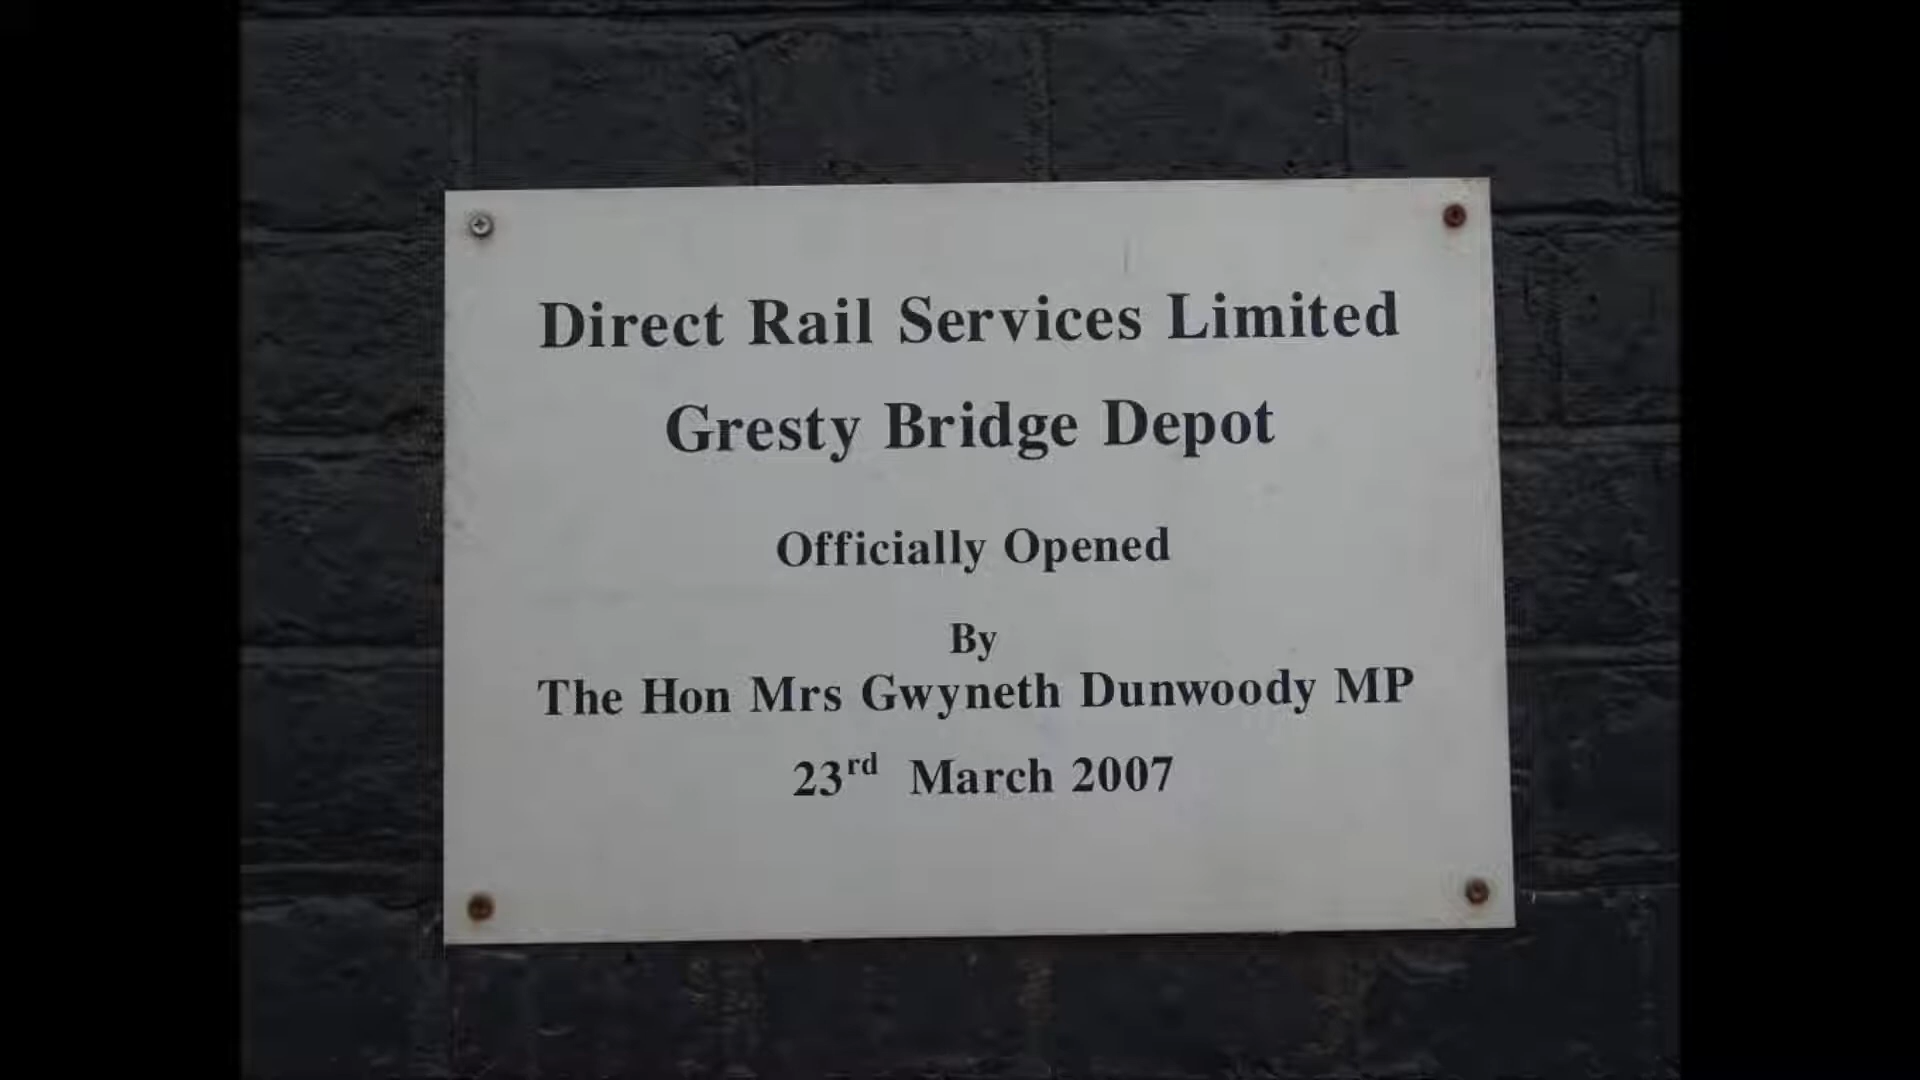 Direct Rail Services Limited
Gresty Bridge Depot
Officially Opened
By
The Hon Mrs Gwyneth Dunwoody MP
23rd March 2007